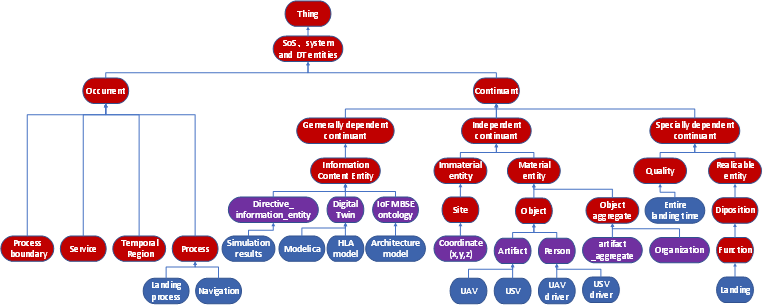 Thing
SoS、system
and DT entities
Occurrent
Continuant
Gernerally dependent
continuant
Independent
continuant
Specially dependent
continuant
Information
Content Entity
Immaterial
entity
Material
entity
Quality
Realizable
entity
Directive_
information_entity
Digital
Twin
IoF MBSE
ontology
Site
Object
Object
aggregate
Entire
landing time
Diposition
Process
boundary
Service
Temporal
Region
Process
Simulation
results
Modelica
HLA
model
Architecture
model
Coordinate
(x,y,z)
Artifact
Person
artifact
_aggregate
Organization
Function
Landing
process
Navigation
UAV
USV
UAV
driver
USV
driver
Landing